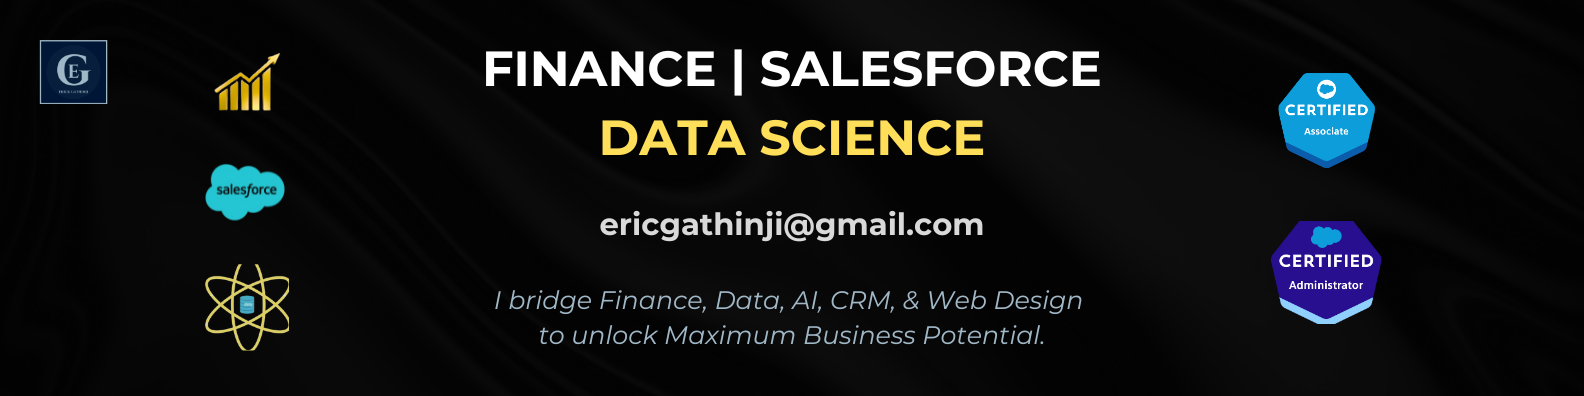 GE
FINANCE | SALESFORCE
DATA SCIENCE
ericgathinji@gmail.com
I bridge Finance, Data, AI, CRM, & Web Design
to unlock Maximum Business Potential.
salesforce
CERTIFIED
Associate
CERTIFIED
Administrator